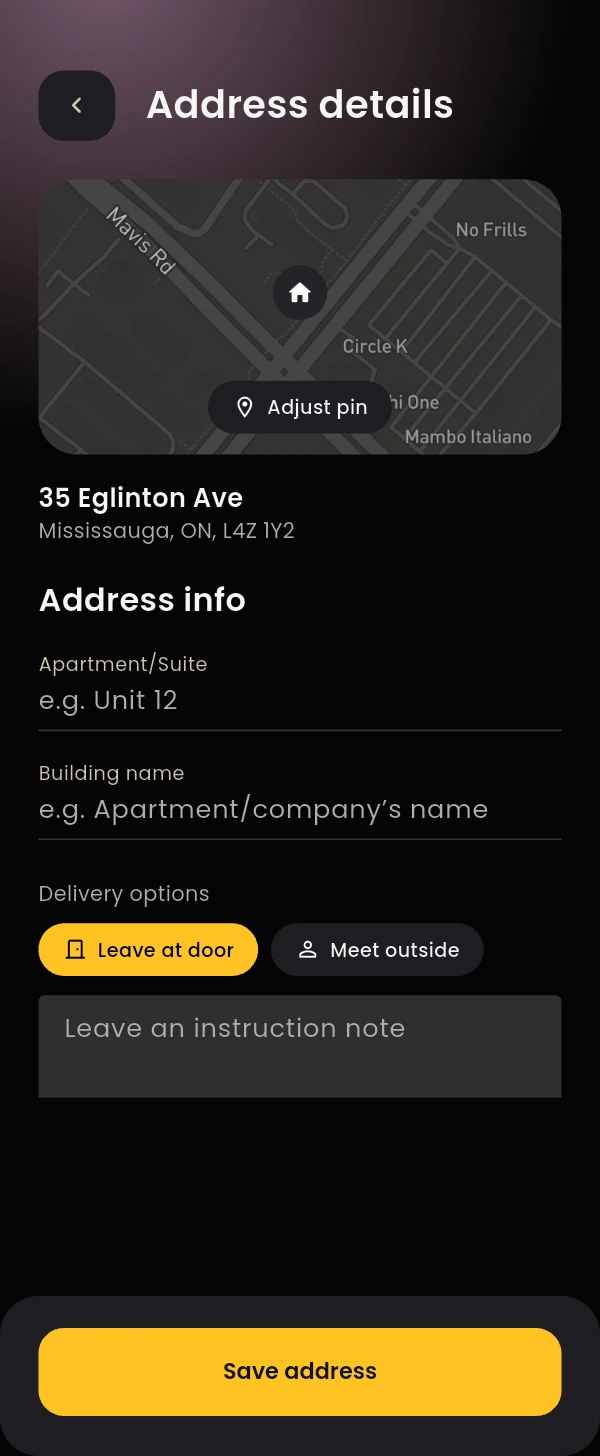 Address details
Mavis Rd
No Frills
Circle K
Adjust pin
One
Mambo Italiano
35 Eglinton Ave
Mississauga, ON, L4Z 1Y2
Address info
Apartment/Suite
e.g. Unit 12
Building name
e.g. Apartment/company’s name
Delivery options
Leave at door
Meet outside
Leave an instruction note
Save address